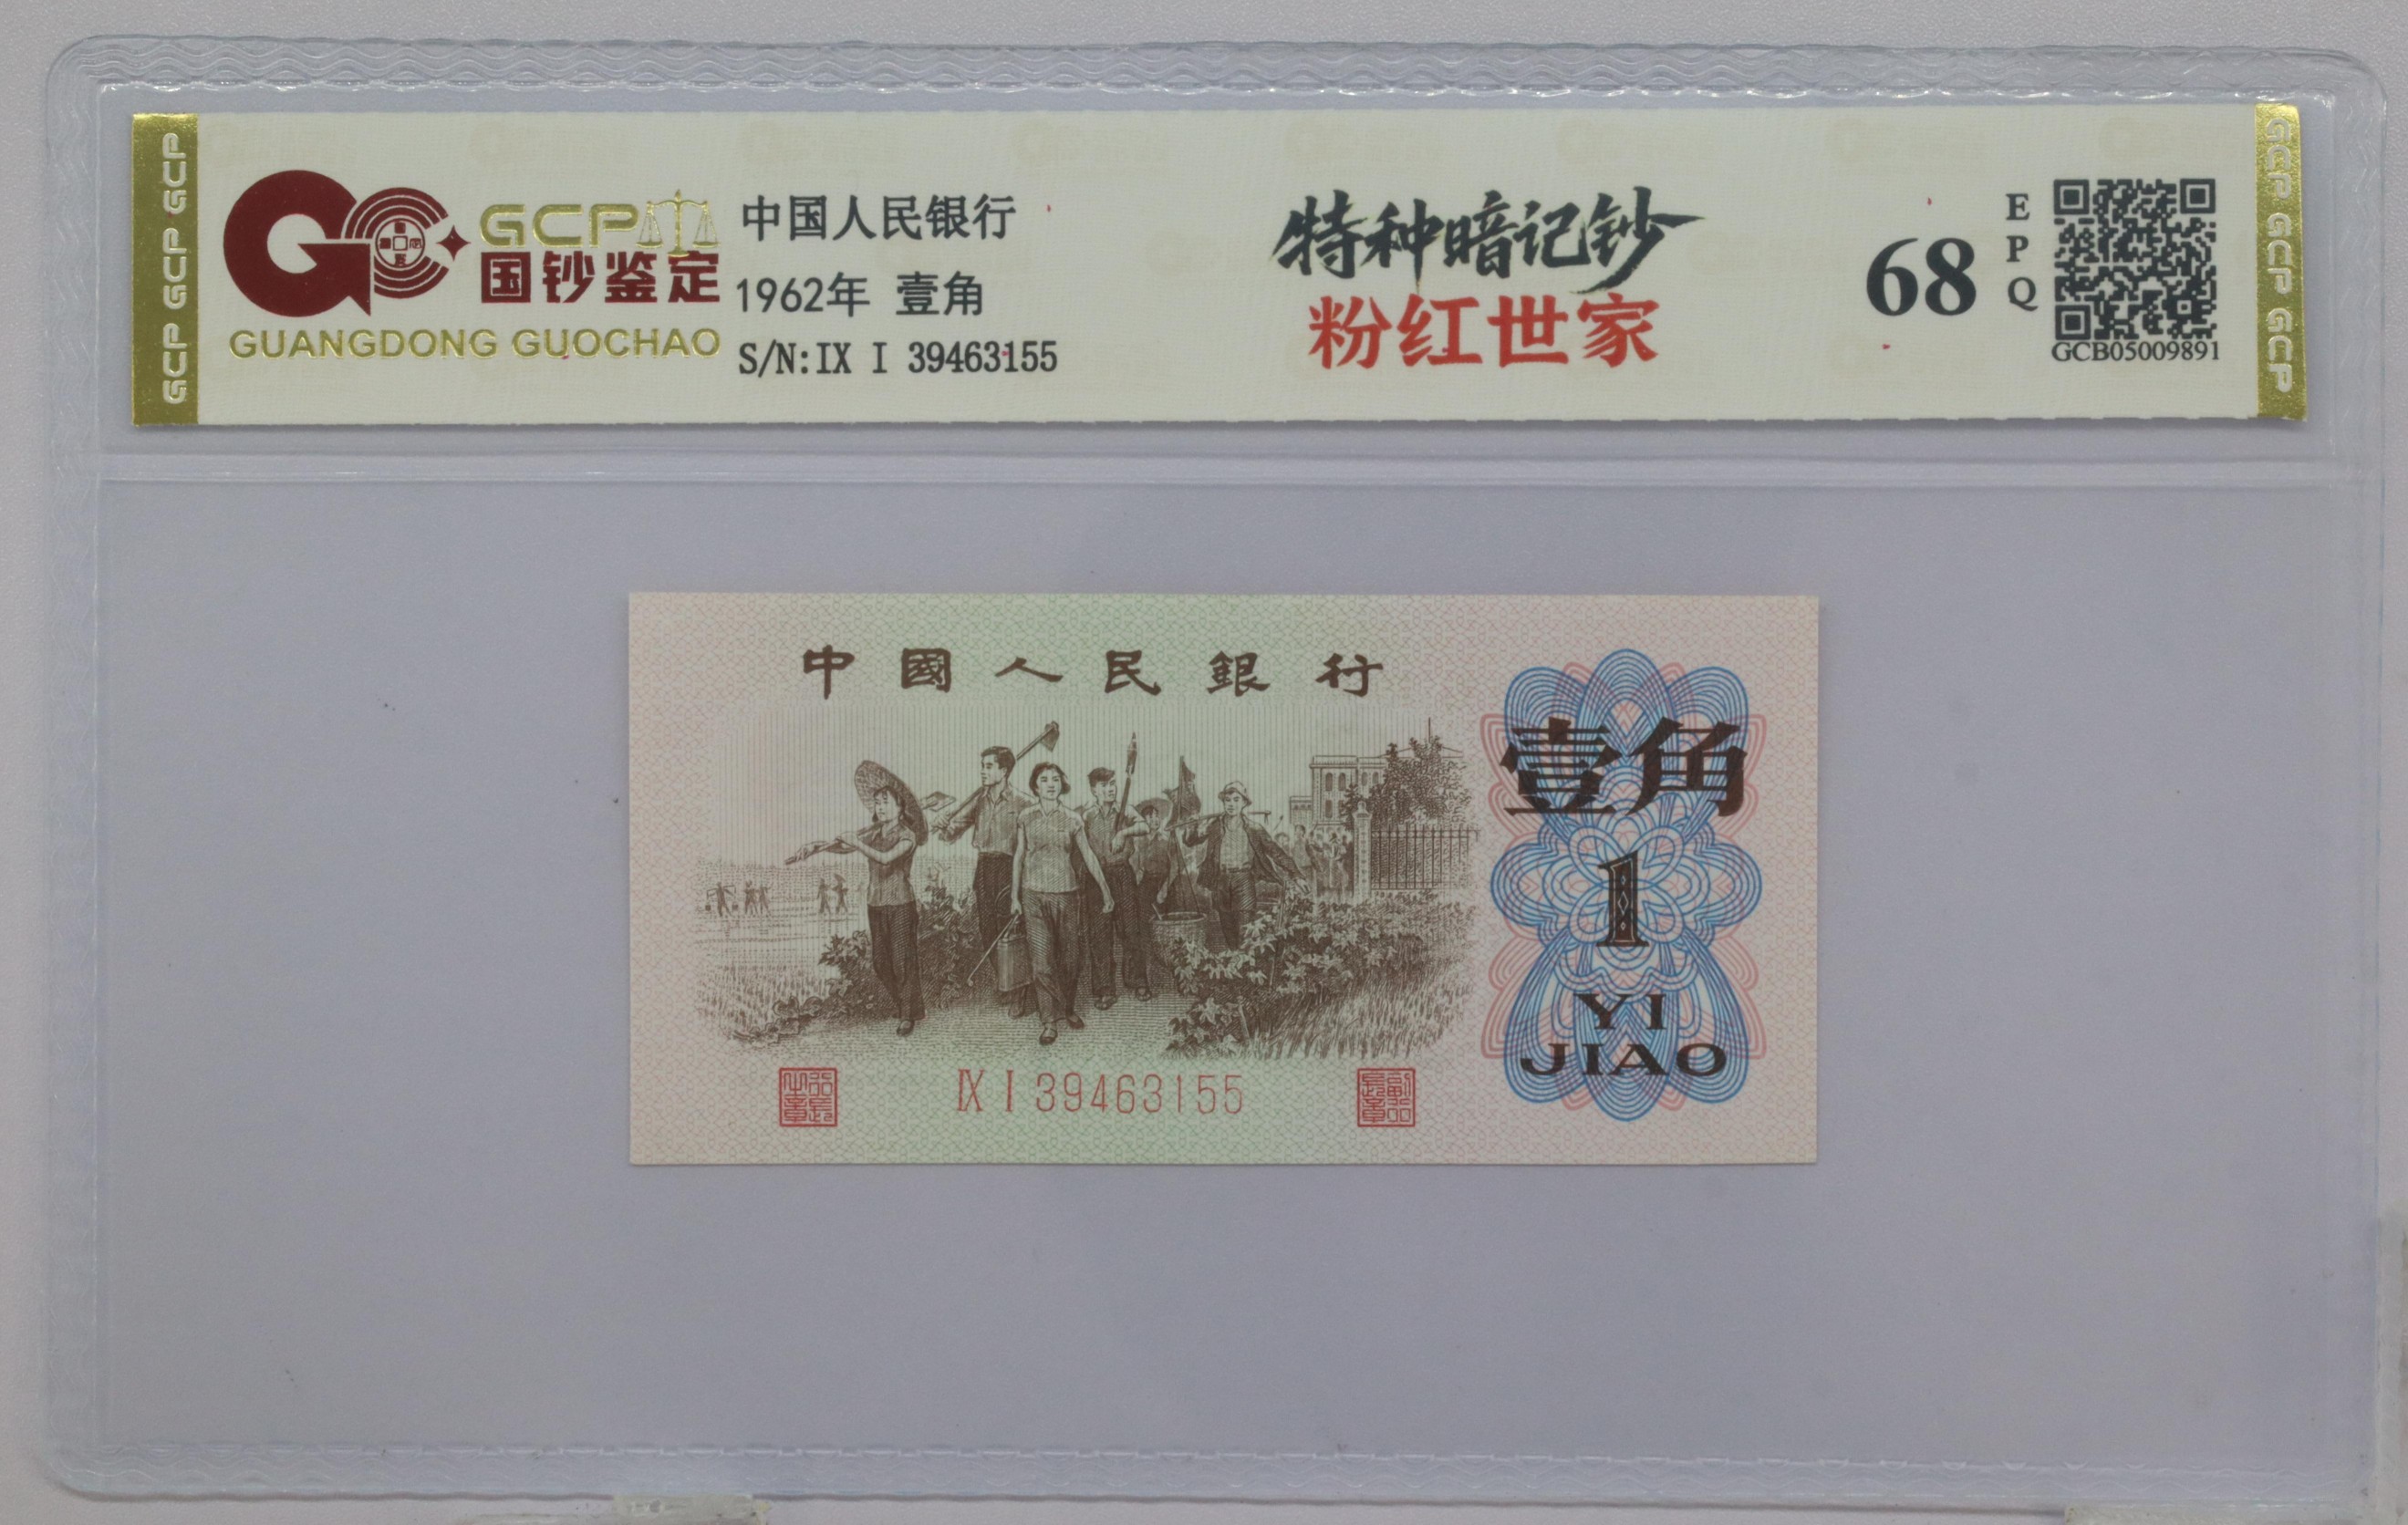 GCP GCP GCP
GCP
国钞鉴定
GUANGDONG GUOCHAO
中国人民银行
1962年 壹角
S/N:IX I 39463155
特种暗记钞
粉红世家
68
EPQ
GCB05009891
GCP GCP GCP
中國人民銀行
壹角
1
YI
JIAO
IX I 39463155